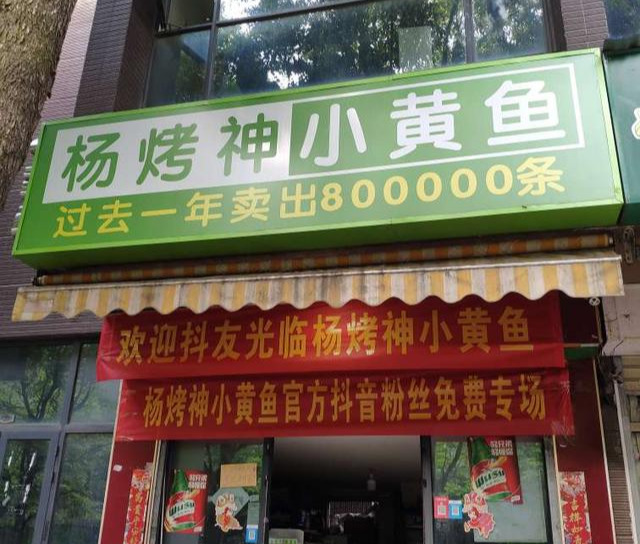 杨烤神小黄鱼
过去一年卖出800000条
欢迎抖友光临杨烤神小黄鱼
杨烤神小黄鱼官方抖音粉丝免费专场
WUSU
WUSU